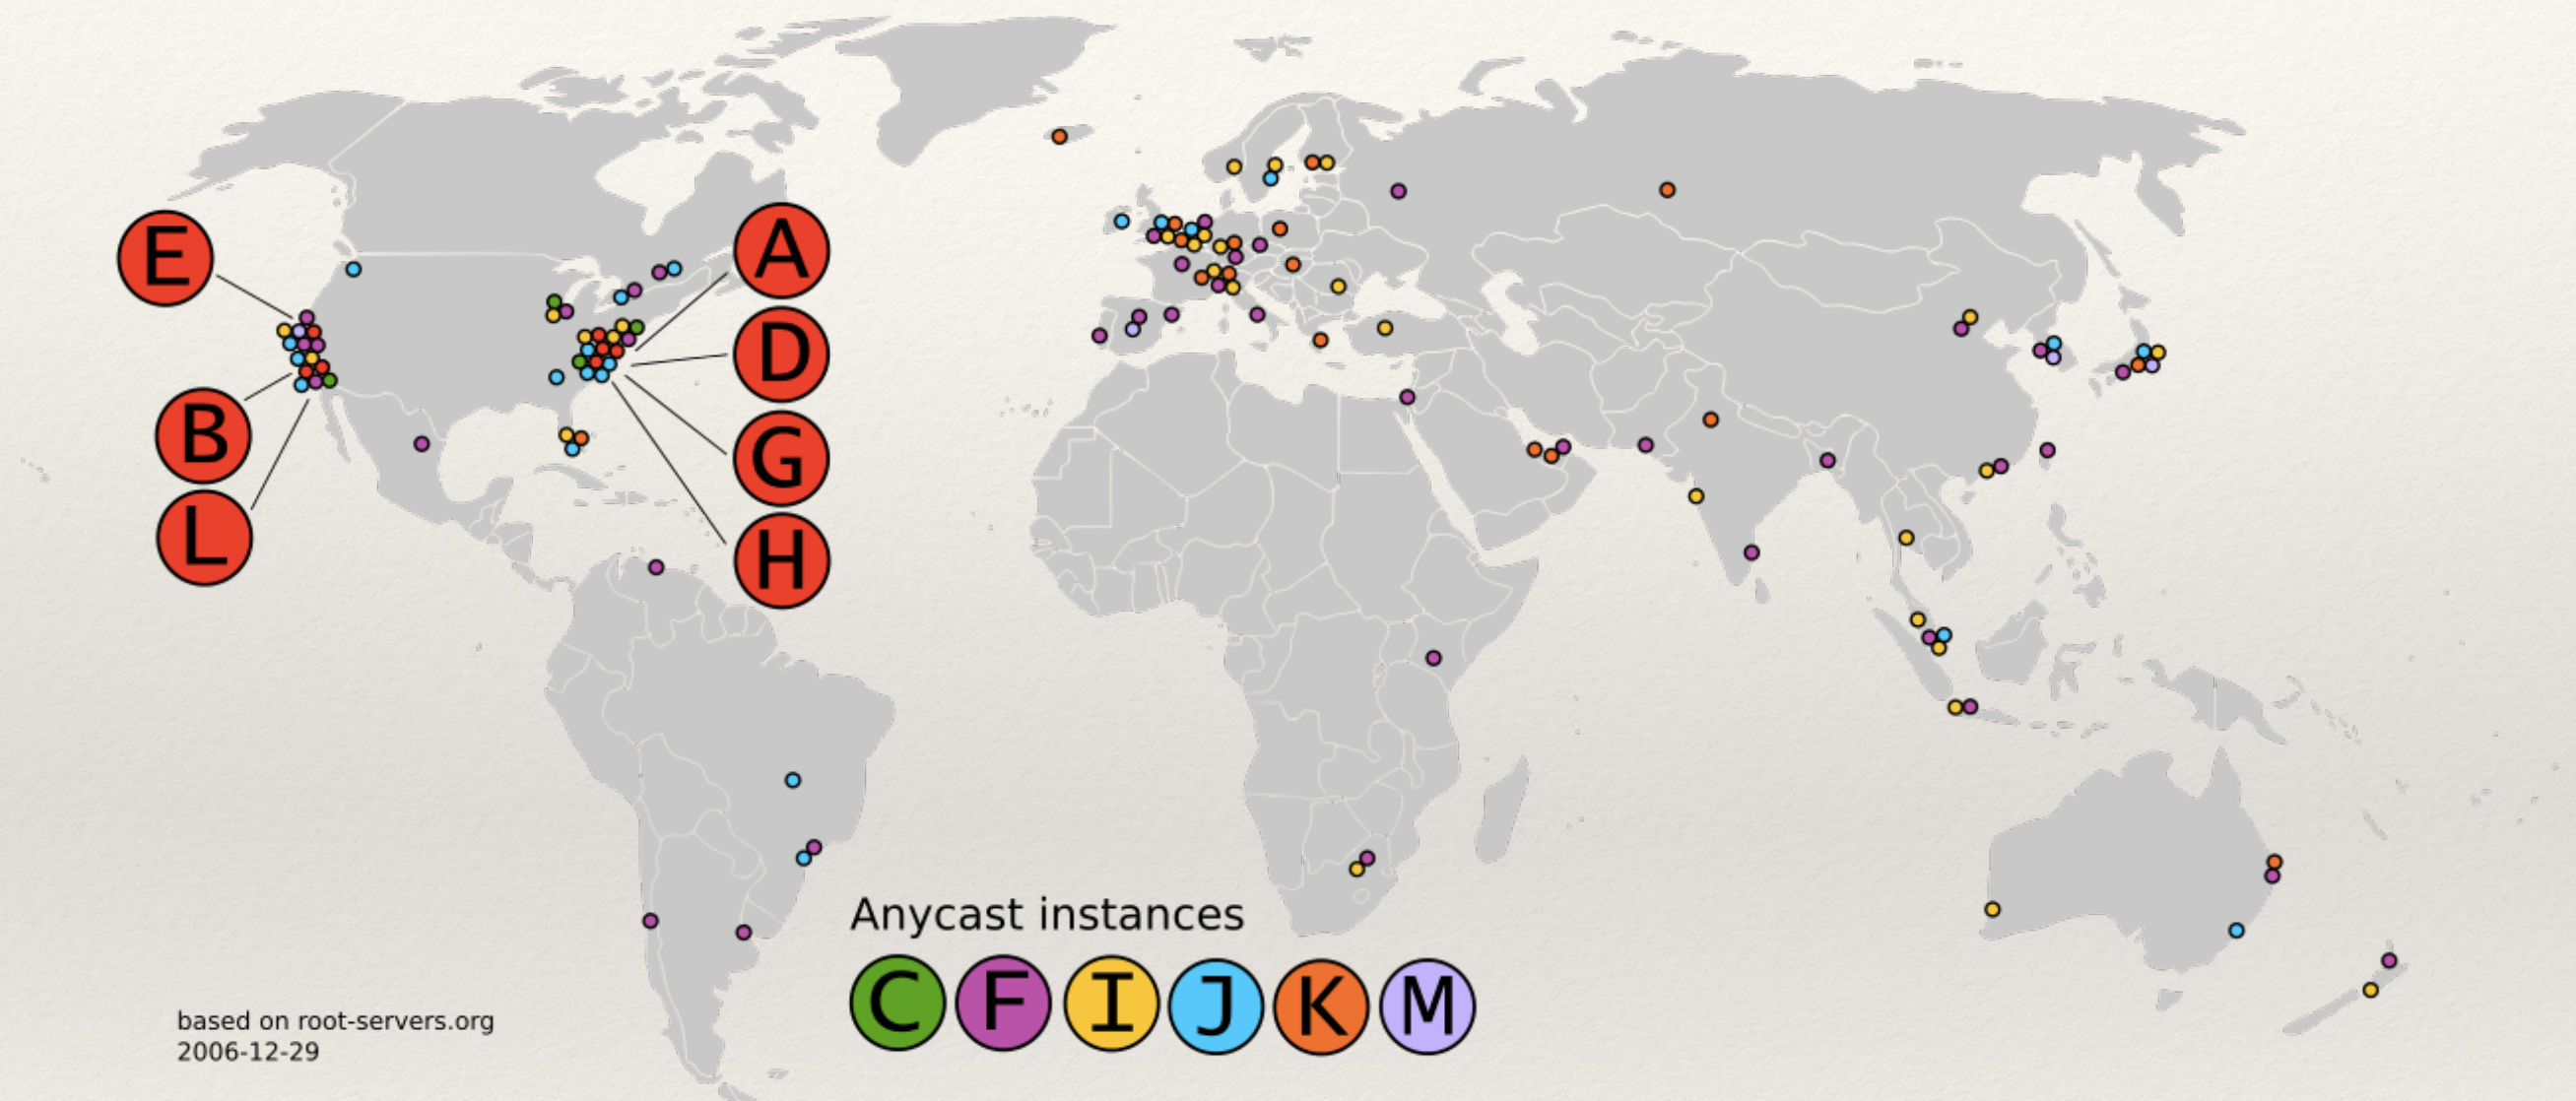 E
B
L
A
D
G
H
Anycast instances
C F I J K M
based on root-servers.org
2006-12-29